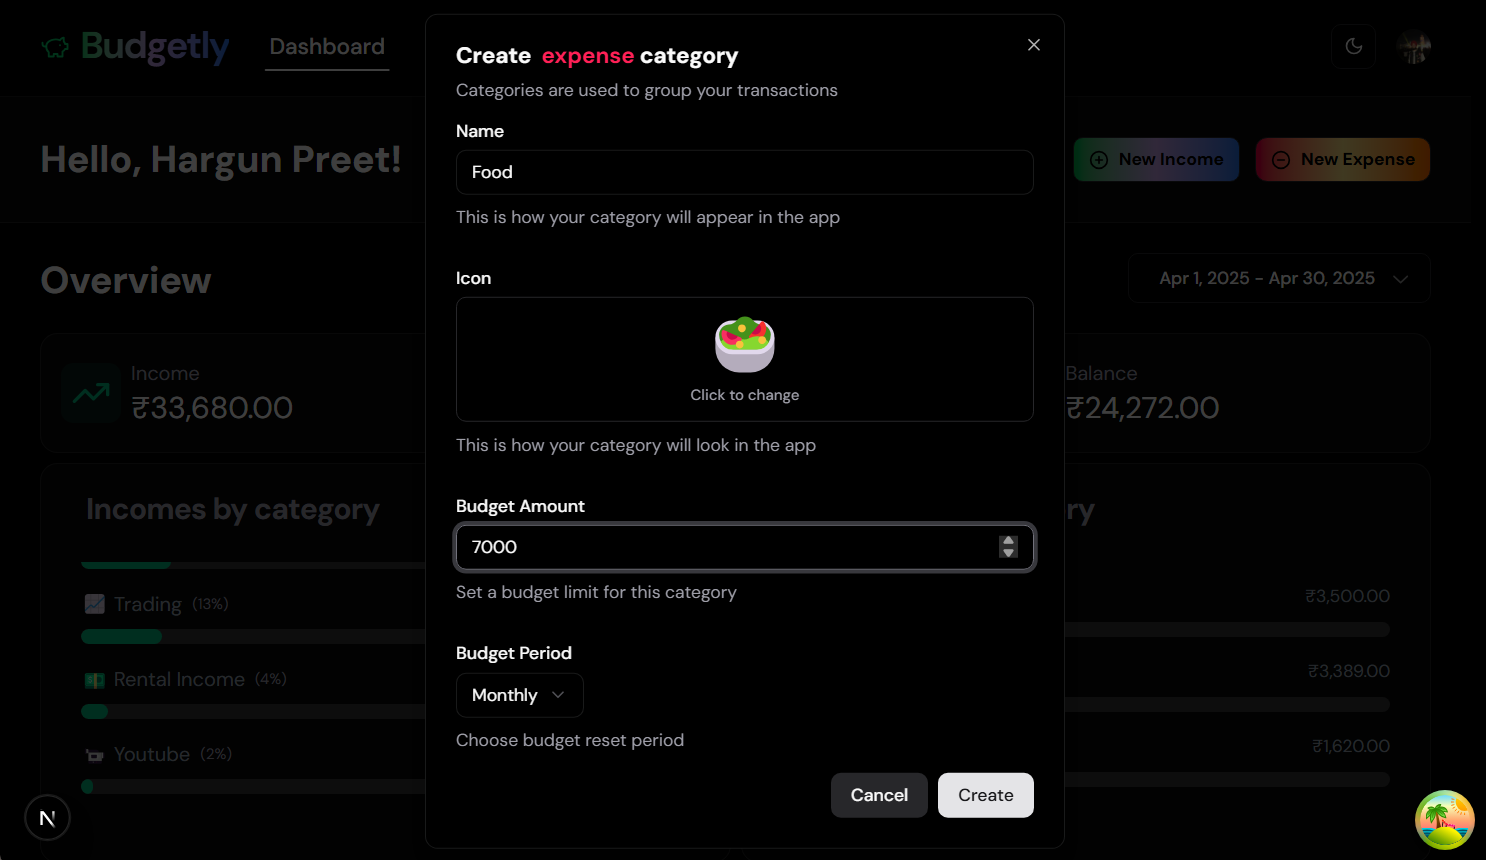 Budgetly
Dashboard
Hello, Hargun Preet!
New Income
New Expense
Overview
Apr 1, 2025 - Apr 30, 2025
Income
₹33,680.00
Balance
₹24,272.00
Incomes by category
ry
Trading (13%)
Rental Income (4%)
Youtube (2%)
₹3,500.00
₹3,389.00
₹1,620.00
Create expense category
Categories are used to group your transactions
Name
Food
This is how your category will appear in the app
Icon
Click to change
This is how your category will look in the app
Budget Amount
7000
Set a budget limit for this category
Budget Period
Monthly
Choose budget reset period
Cancel
Create
N